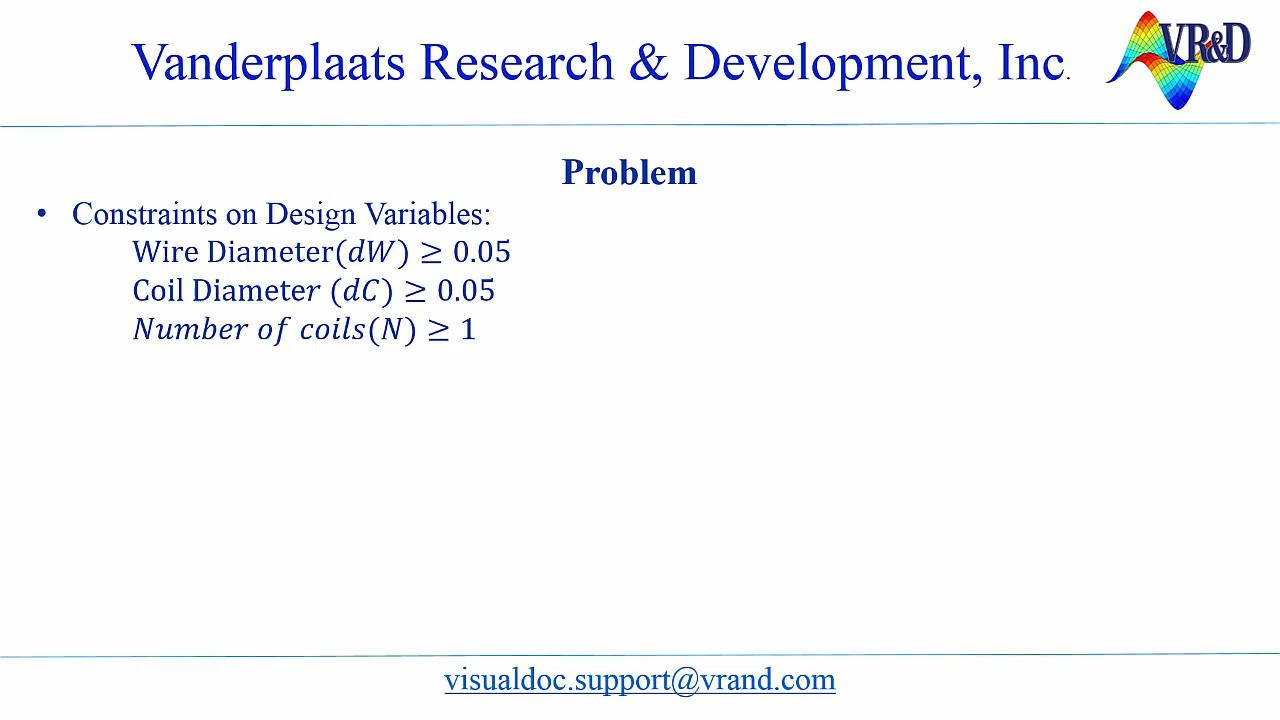 Vanderplaats Research & Development, Inc.
VR&D
Problem
• Constraints on Design Variables:
Wire Diameter(dW) ≥ 0.05
Coil Diameter (dC) ≥ 0.05
Number of coils(N) ≥ 1
visualdoc.support@vrand.com